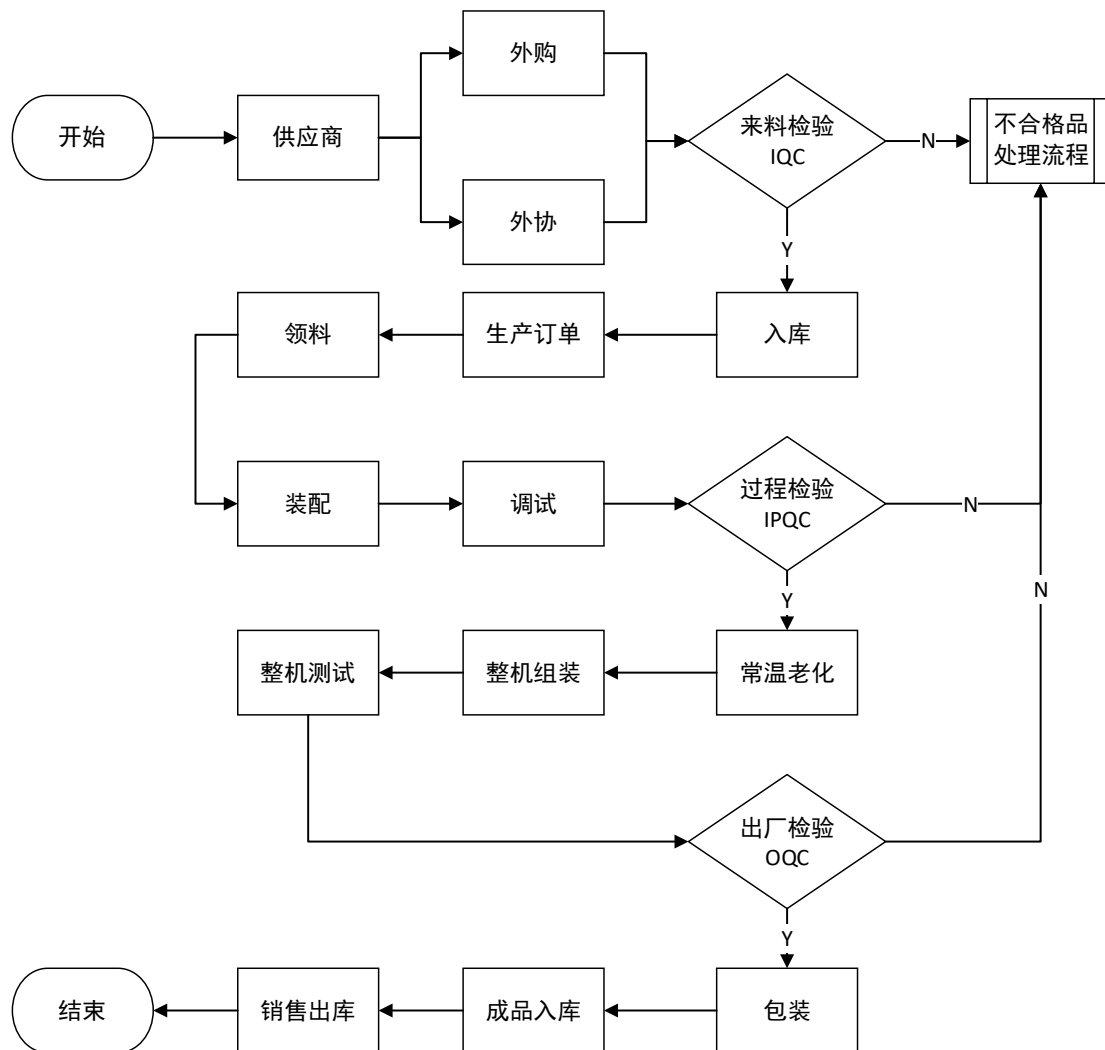 外购
开始
供应商
来料检验
IQC
N
不合格品
处理流程
外协
Y
领料
生产订单
入库
装配
调试
过程检验
IPQC
N
Y
N
整机测试
整机组装
常温老化
出厂检验
OQC
Y
结束
销售出库
成品入库
包装